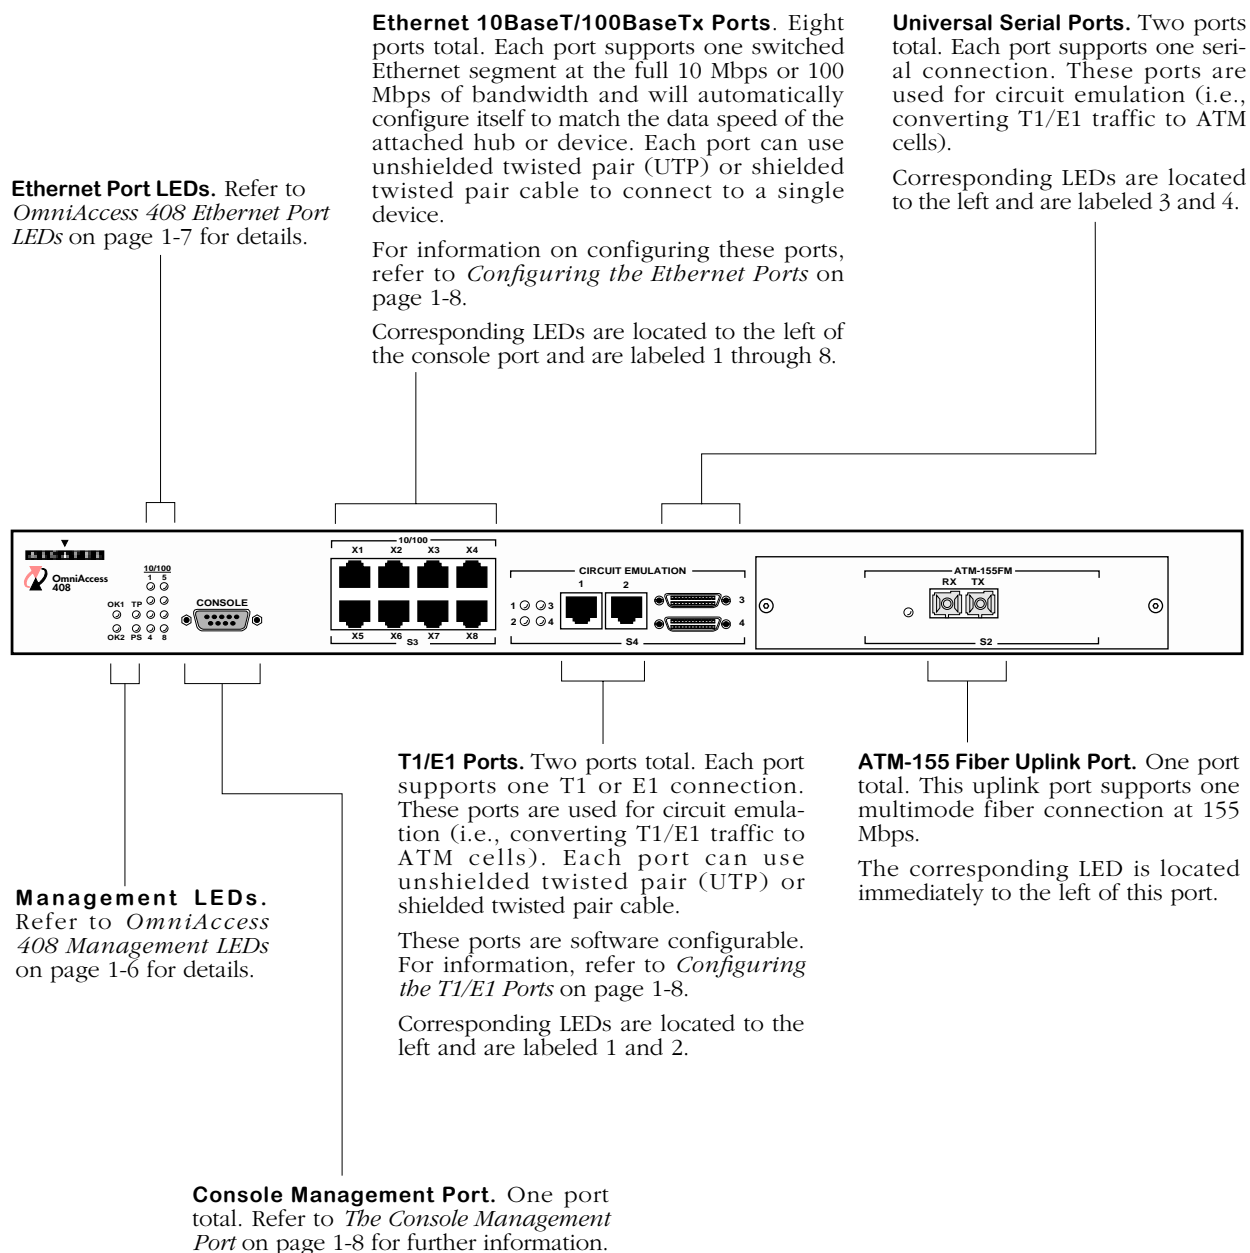 Ethernet 10BaseT/100BaseTx Ports. Eight
ports total. Each port supports one switched
Ethernet segment at the full 10 Mbps or 100
Mbps of bandwidth and will automatically
configure itself to match the data speed of the
attached hub or device. Each port can use
unshielded twisted pair (UTP) or shielded
twisted pair cable to connect to a single
device.
For information on configuring these ports,
refer to Configuring the Ethernet Ports on
page 1-8.
Corresponding LEDs are located to the left of
the console port and are labeled 1 through 8.
Universal Serial Ports. Two ports
total. Each port supports one seri-
al connection. These ports are
used for circuit emulation (i.e.,
converting T1/E1 traffic to ATM
cells).
Corresponding LEDs are located
to the left and are labeled 3 and 4.
Ethernet Port LEDs. Refer to
OmniAccess 408 Ethernet Port
LEDs on page 1-7 for details.
OmniAccess
408
10/100
1 5
OK1 TP
OK2 PS 4 8
CONSOLE
10/100
X1 X2 X3 X4
X5 X6 X7 X8
S3
CIRCUIT EMULATION
1 2
1 3
2 4
3
4
S4
ATM-155FM
RX TX
S2
T1/E1 Ports. Two ports total. Each port
supports one T1 or E1 connection.
These ports are used for circuit emula-
tion (i.e., converting T1/E1 traffic to
ATM cells). Each port can use
unshielded twisted pair (UTP) or
shielded twisted pair cable.
These ports are software configurable.
For information, refer to Configuring
the T1/E1 Ports on page 1-8.
Corresponding LEDs are located to the
left and are labeled 1 and 2.
ATM-155 Fiber Uplink Port. One port
total. This uplink port supports one
multimode fiber connection at 155
Mbps.
The corresponding LED is located
immediately to the left of this port.
Management LEDs.
Refer to OmniAccess
408 Management LEDs
on page 1-6 for details.
Console Management Port. One port
total. Refer to The Console Management
Port on page 1-8 for further information.